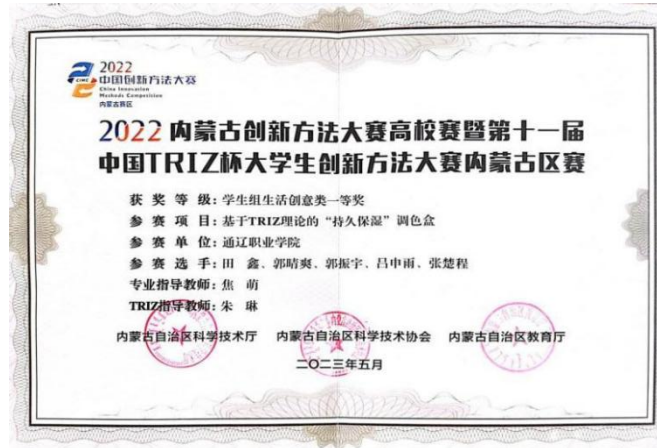 2022
中国创新方法大赛
China Innovation
Methods Competition
内蒙古赛区
2022内蒙古创新方法大赛高校赛暨第十一届
中国TRIZ杯大学生创新方法大赛内蒙古区赛
获奖等级：学生组生活创意类一等奖
参赛项目：基于TRIZ理论的“持久保湿”调色盒
参赛单位：通辽职业学院
参赛选手：田 鑫、郭晴爽、郭振宇、吕申雨、张楚程
专业指导教师：焦 萌
TRIZ指导教师：朱 琳
内蒙古自治区科学技术厅 内蒙古自治区科学技术协会 内蒙古自治区教育厅
二〇二三年五月